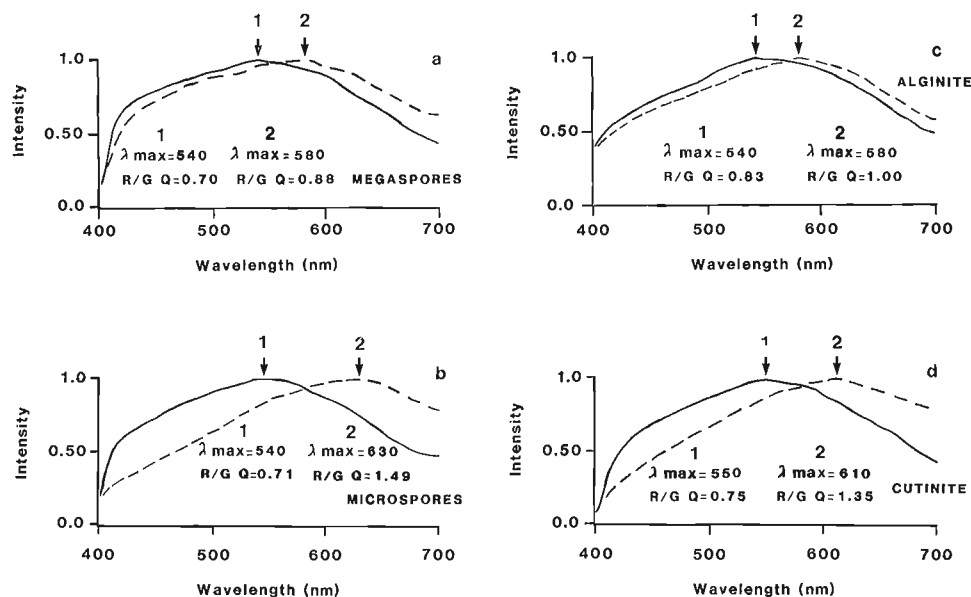 1 2
a
Intensity
1.0
0.50
0.0
1 2
λ max=540 λ max=580
R/G Q=0.70 R/G Q=0.88 MEGASPORES
400 500 600 700
Wavelength (nm)
1 2
c
ALGINITE
Intensity
1.0
0.50
0.0
1 2
λ max=540 λ max=580
R/G Q=0.83 R/G Q=1.00
400 500 600 700
Wavelength (nm)
1 2
b
Intensity
1.0
0.50
0.0
1 2
λ max=540 λ max=630
R/G Q=0.71 R/G Q=1.49
MICROSPORES
400 500 600 700
Wavelength (nm)
1 2
d
Intensity
1.0
0.50
0.0
1 2
λ max=550 λ max=610
R/G Q=0.75 R/G Q=1.35 CUTINITE
400 500 600 700
Wavelength (nm)